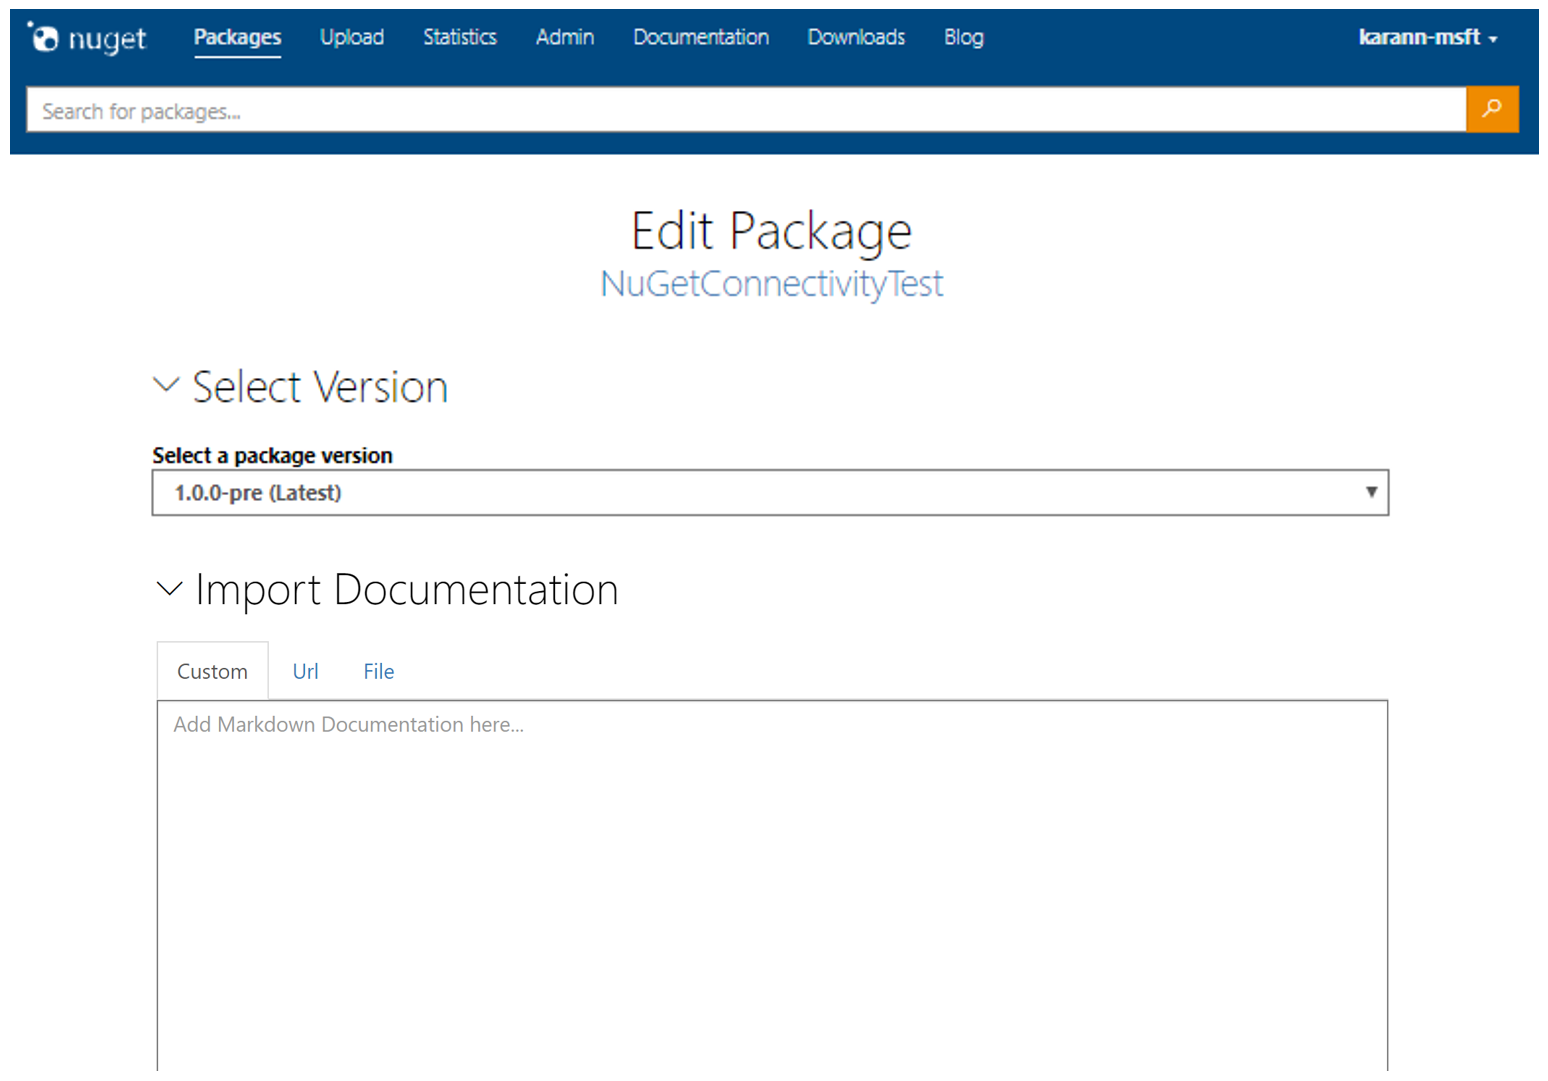 nuget Packages Upload Statistics Admin Documentation Downloads Blog karann-msft
Search for packages...
Edit Package
NuGetConnectivityTest
Select Version
Select a package version
1.0.0-pre (Latest)
Import Documentation
Custom Url File
Add Markdown Documentation here...